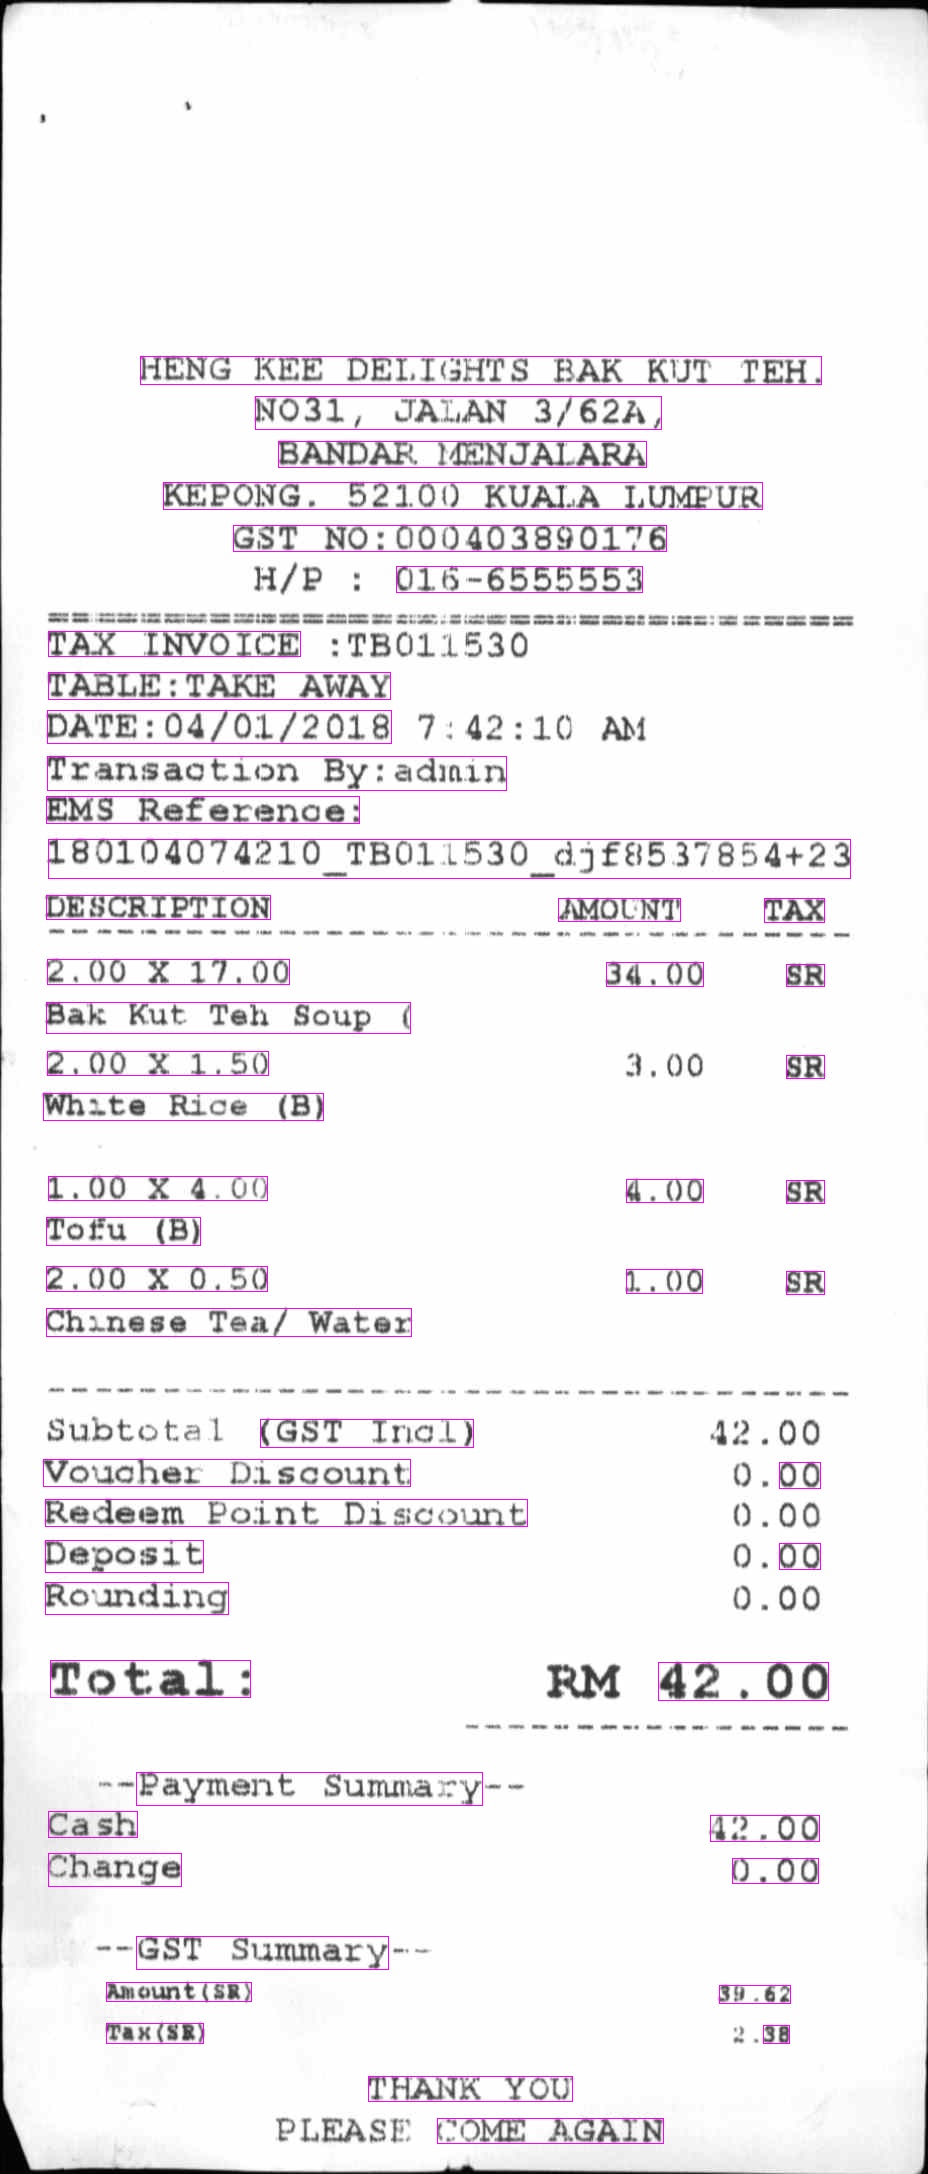 HENG KEE DELIGHTS BAK KUT TEH.
NO31, JALAN 3/62A,
BANDAR MENJALARA
KEPONG. 52100 KUALA LUMPUR
GST NO:000403890176
H/P : 016-6555553
TAX INVOICE :TB011530
TABLE:TAKE AWAY
DATE:04/01/2018 7:42:10 AM
Transaction By:admin
EMS Reference:
180104074210_TB011530_djf8537854+23
DESCRIPTION AMOUNT TAX
2.00 X 17.00 34.00 SR
Bak Kut Teh Soup (
2.00 X 1.50 3.00 SR
White Rice (B)
1.00 X 4.00 4.00 SR
Tofu (B)
2.00 X 0.50 1.00 SR
Chinese Tea/ Water
Subtotal (GST Incl) 42.00
Voucher Discount 0.00
Redeem Point Discount 0.00
Deposit 0.00
Rounding 0.00
Total: RM 42.00
--Payment Summary--
Cash 42.00
Change 0.00
--GST Summary--
Amount(SR) 39.62
Tax(SR) 2.38
THANK YOU
PLEASE COME AGAIN